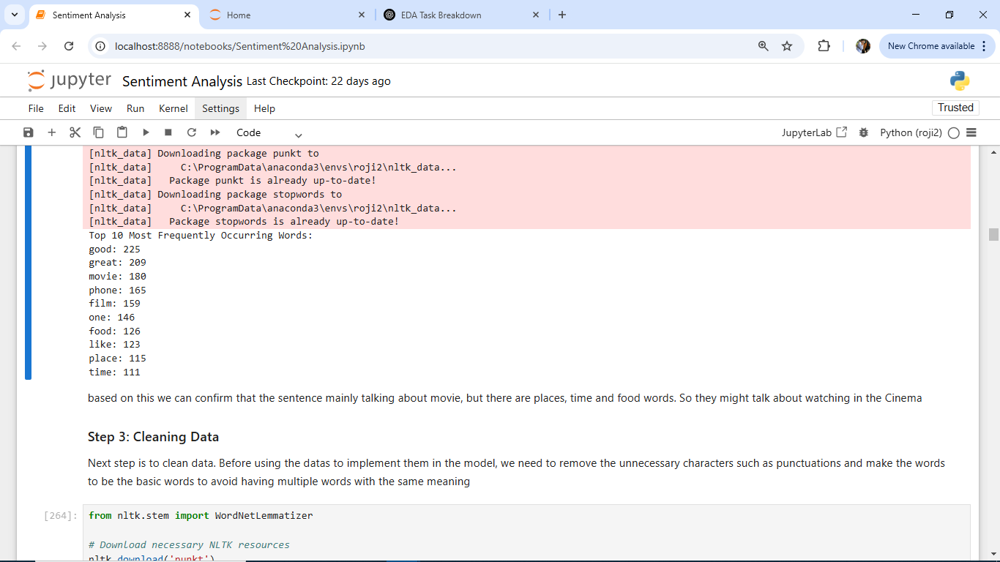 Sentiment Analysis
Home
EDA Task Breakdown
localhost:8888/notebooks/Sentiment%20Analysis.ipynb
New Chrome available
jupyter Sentiment Analysis Last Checkpoint: 22 days ago
File Edit View Run Kernel Settings Help
Trusted
Code
JupyterLab
Python (roji2)
[nltk_data] Downloading package punkt to
[nltk_data]     C:\ProgramData\anaconda3\envs\roji2\nltk_data...
[nltk_data]   Package punkt is already up-to-date!
[nltk_data] Downloading package stopwords to
[nltk_data]     C:\ProgramData\anaconda3\envs\roji2\nltk_data...
[nltk_data]   Package stopwords is already up-to-date!
Top 10 Most Frequently Occurring Words:
good: 225
great: 209
movie: 180
phone: 165
film: 159
one: 146
food: 126
like: 123
place: 115
time: 111
based on this we can confirm that the sentence mainly talking about movie, but there are places, time and food words. So they might talk about watching in the Cinema
Step 3: Cleaning Data
Next step is to clean data. Before using the datas to implement them in the model, we need to remove the unnecessary characters such as punctuations and make the words
to be the basic words to avoid having multiple words with the same meaning
[264]:
from nltk.stem import WordNetLemmatizer
# Download necessary NLTK resources
nltk.download('punkt')